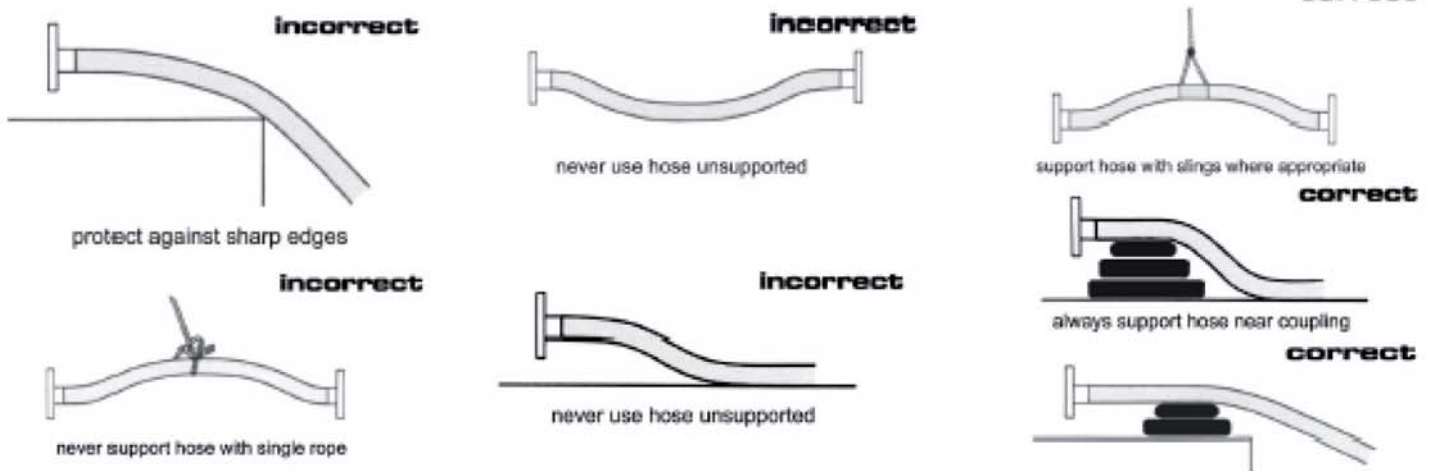 incorrect
protect against sharp edges
incorrect
never support hose with single rope
incorrect
never use hose unsupported
incorrect
never use hose unsupported
support hose with slings where appropriate
correct
always support hose near coupling
correct